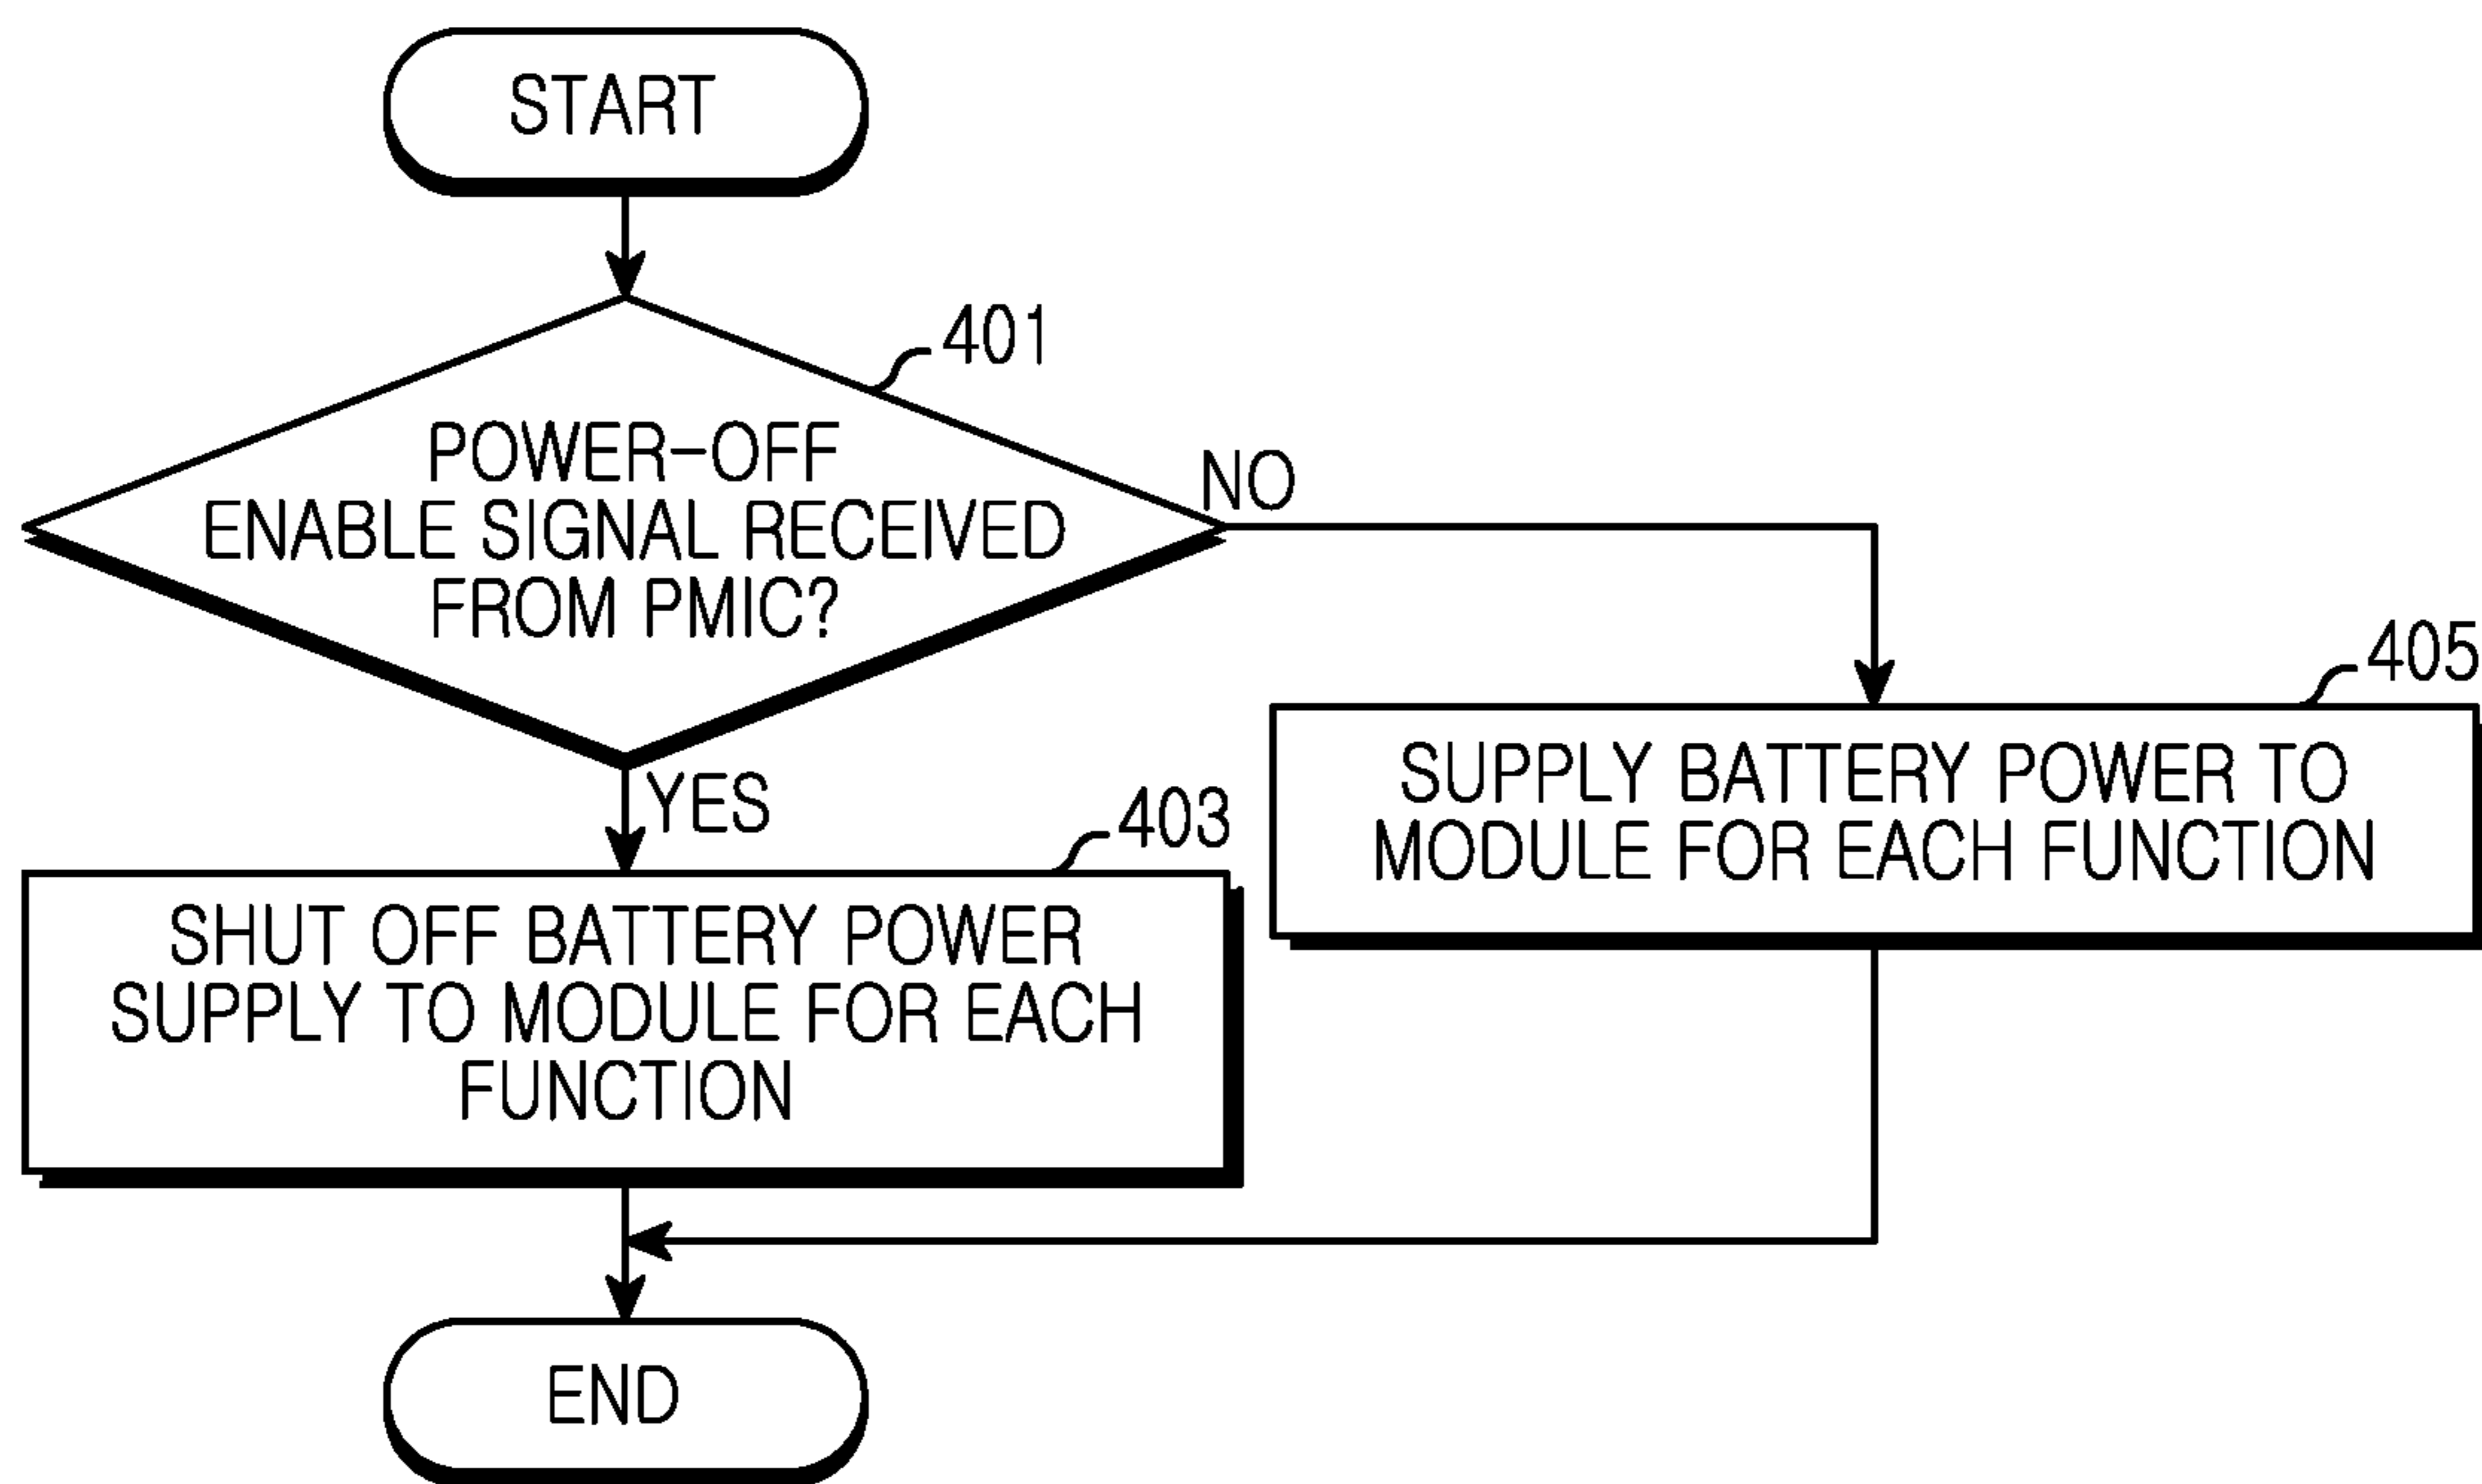 START
401
POWER-OFF
ENABLE SIGNAL RECEIVED
FROM PMIC?
NO
YES
403
SHUT OFF BATTERY POWER
SUPPLY TO MODULE FOR EACH
FUNCTION
405
SUPPLY BATTERY POWER TO
MODULE FOR EACH FUNCTION
END